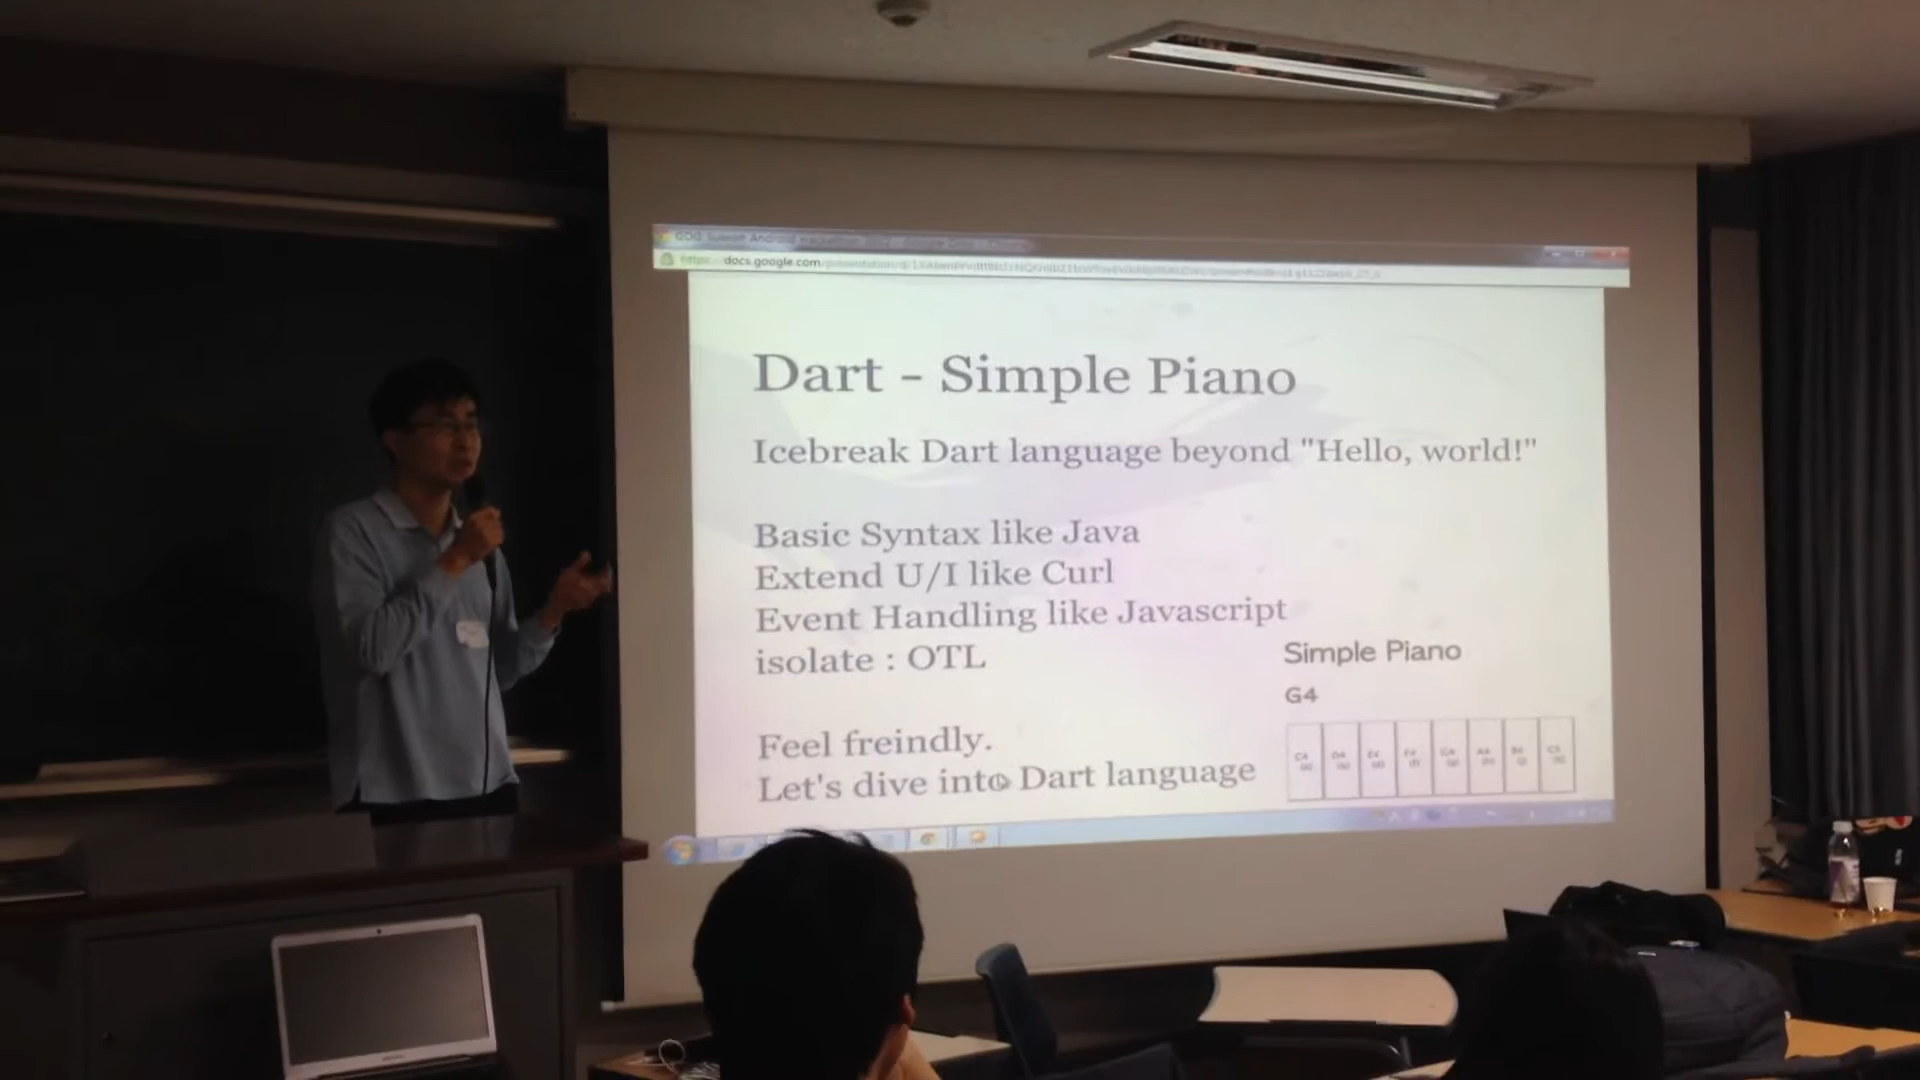 docs.google.com
Dart - Simple Piano
Icebreak Dart language beyond "Hello, world!"
Basic Syntax like Java
Extend U/I like Curl
Event Handling like Javascript
isolate : OTL
Simple Piano
G4
Feel freindly.
Let's dive into Dart language